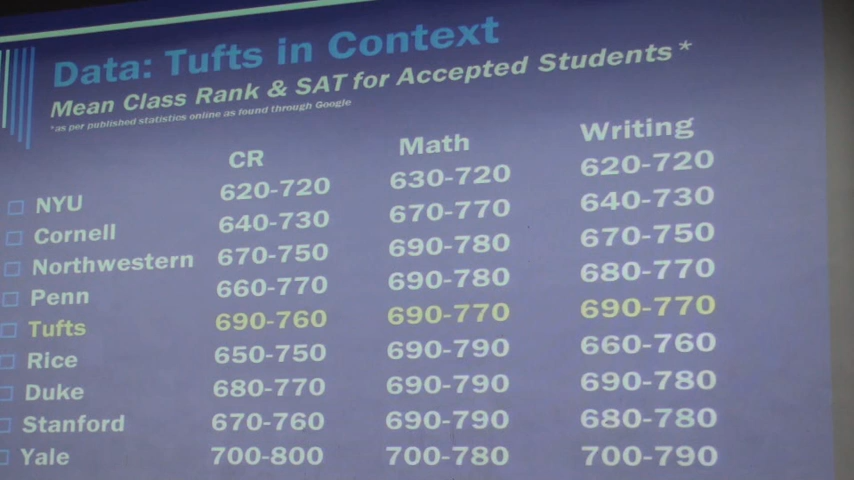 Data: Tufts in Context
Mean Class Rank & SAT for Accepted Students*
*as per published statistics online as found through Google
CR Math Writing
NYU 620-720 630-720 620-720
Cornell 640-730 670-770 640-730
Northwestern 670-750 690-780 670-750
Penn 660-770 690-780 680-770
Tufts 690-760 690-770 690-770
Rice 650-750 690-790 660-760
Duke 680-770 690-790 690-780
Stanford 670-760 690-790 680-780
Yale 700-800 700-780 700-790